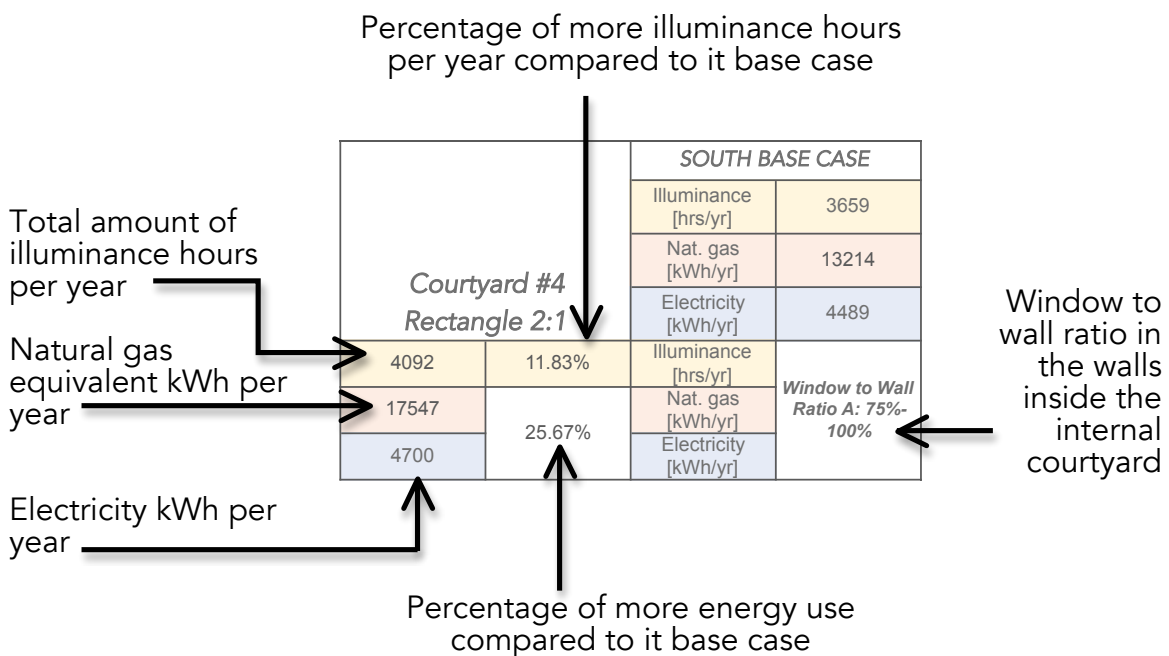 Percentage of more illuminance hours
per year compared to it base case
SOUTH BASE CASE
Illuminance
[hrs/yr]
3659
Nat. gas
[kWh/yr]
13214
Electricity
[kWh/yr]
4489
Courtyard #4
Rectangle 2:1
Total amount of
illuminance hours
per year
Natural gas
equivalent kWh per
year
Electricity kWh per
year
4092
11.83%
Illuminance
[hrs/yr]
17547
25.67%
Nat. gas
[kWh/yr]
4700
Electricity
[kWh/yr]
Window to Wall
Ratio A: 75%-
100%
Window to
wall ratio in
the walls
inside the
internal
courtyard
Percentage of more energy use
compared to it base case